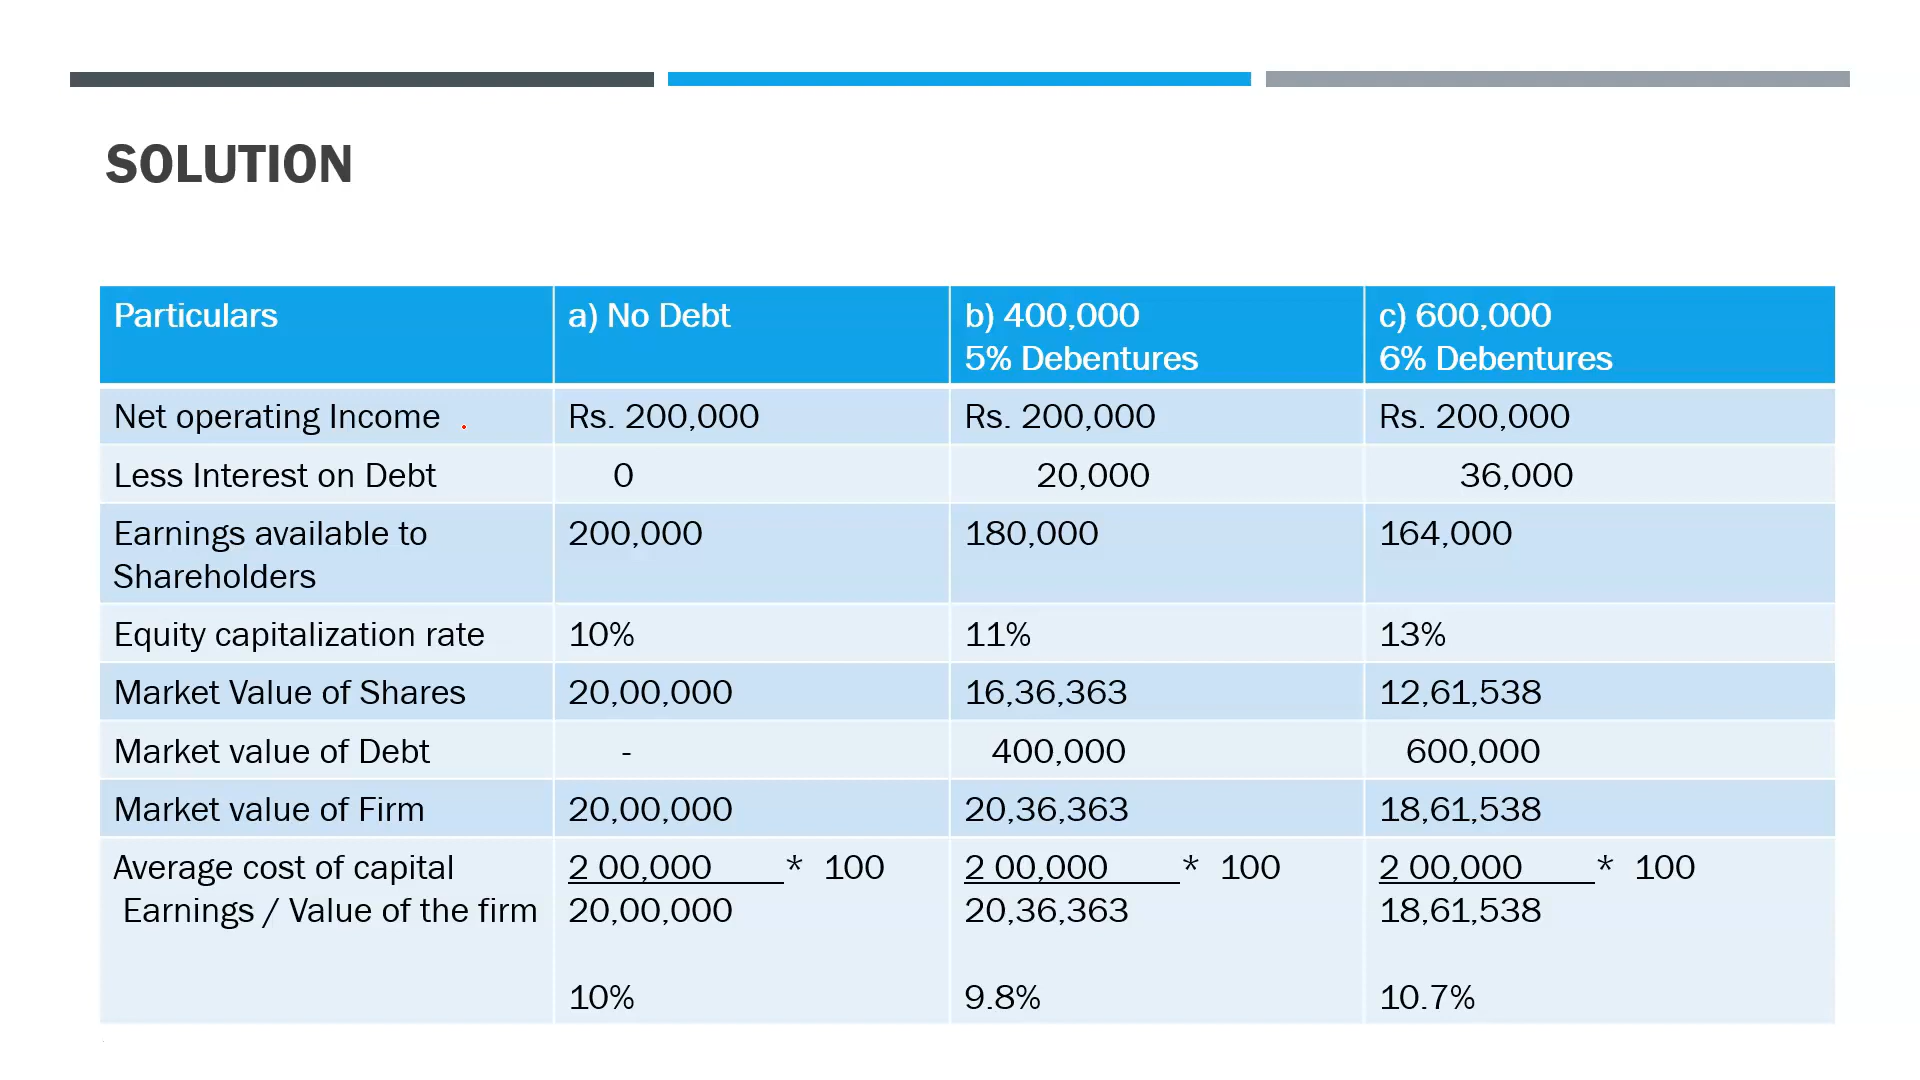 SOLUTION
Particulars
a) No Debt
b) 400,000
5% Debentures
c) 600,000
6% Debentures
Net operating Income
Rs. 200,000
Rs. 200,000
Rs. 200,000
Less Interest on Debt
0
20,000
36,000
Earnings available to
Shareholders
200,000
180,000
164,000
Equity capitalization rate
10%
11%
13%
Market Value of Shares
20,00,000
16,36,363
12,61,538
Market value of Debt
-
400,000
600,000
Market value of Firm
20,00,000
20,36,363
18,61,538
Average cost of capital
Earnings / Value of the firm
2 00,000 * 100
20,00,000
10%
2 00,000 * 100
20,36,363
9.8%
2 00,000 * 100
18,61,538
10.7%